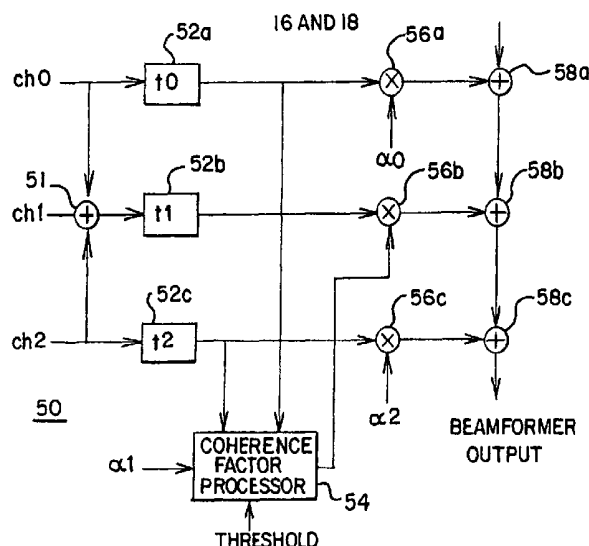 52a
16 AND 18
56a
58a
ch0
t0
α0
51
52b
56b
58b
ch1
t1
52c
56c
58c
ch2
t2
50
α2
BEAMFORMER
OUTPUT
α1
COHERENCE
FACTOR
PROCESSOR
54
THRESHOLD